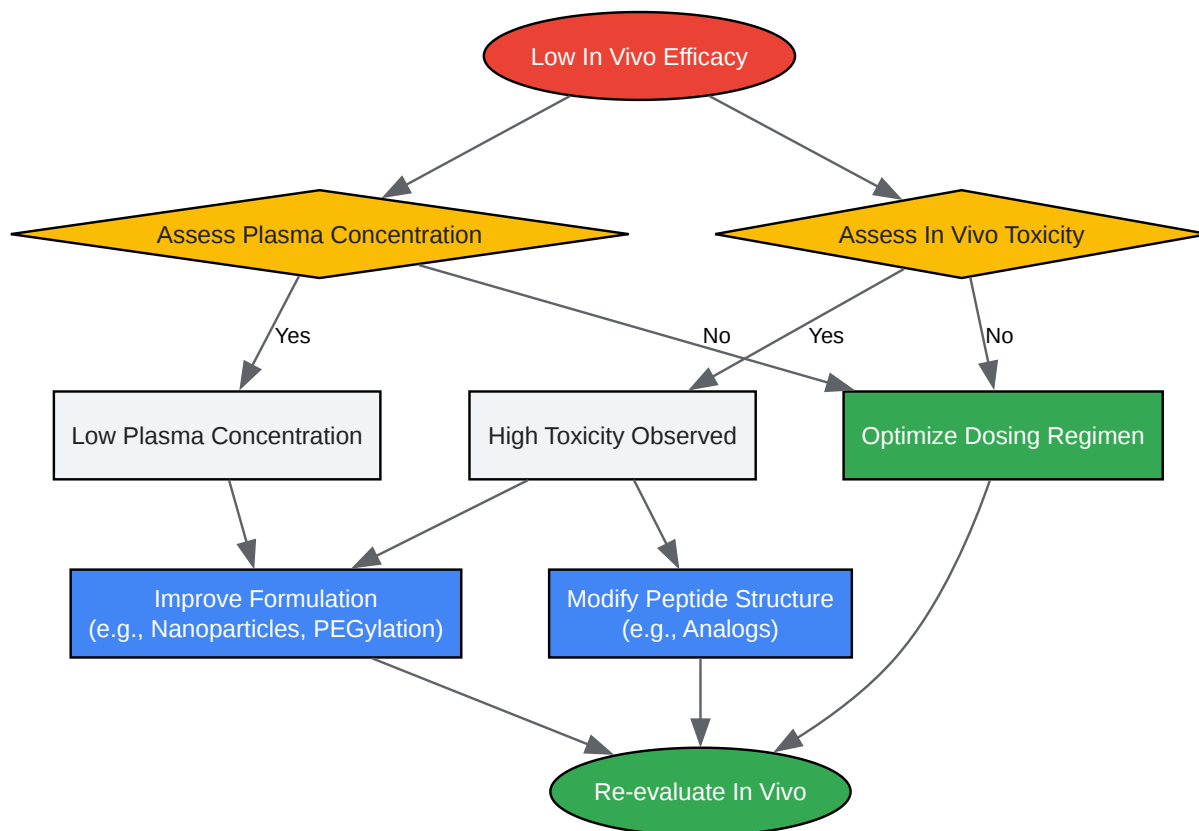 Low In Vivo Efficacy
Assess Plasma Concentration
Assess In Vivo Toxicity
Yes
No
Yes
No
Low Plasma Concentration
High Toxicity Observed
Optimize Dosing Regimen
Improve Formulation
(e.g., Nanoparticles, PEGylation)
Modify Peptide Structure
(e.g., Analogs)
Re-evaluate In Vivo